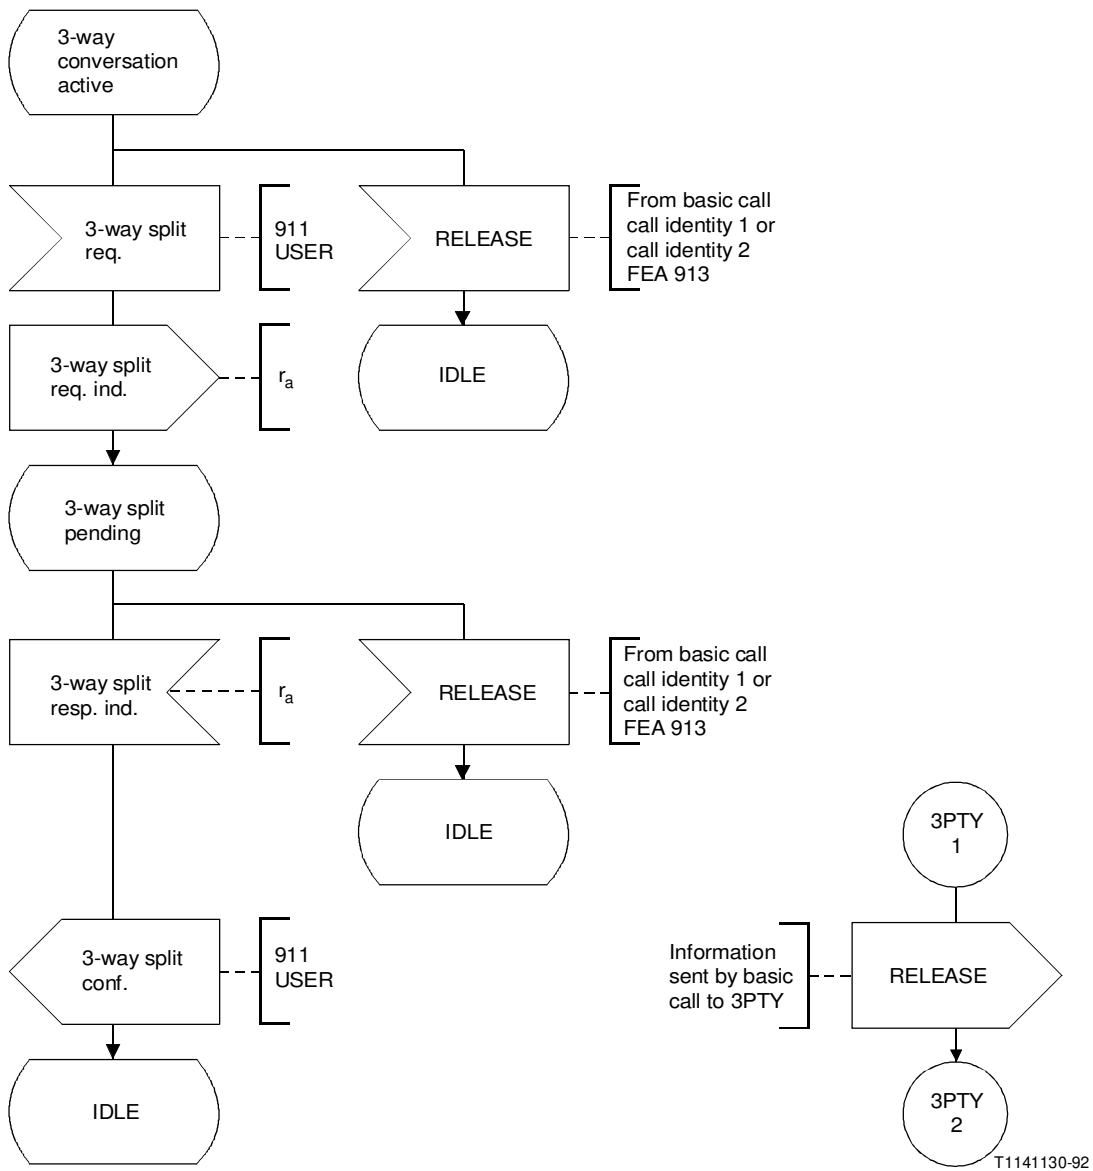 3-way
conversation
active
3-way split
req.
911
USER
RELEASE
From basic call
call identity 1 or
call identity 2
FEA 913
3-way split
req. ind.
ra
IDLE
3-way split
pending
3-way split
resp. ind.
ra
RELEASE
From basic call
call identity 1 or
call identity 2
FEA 913
IDLE
3PTY
1
3-way split
conf.
911
USER
Information
sent by basic
call to 3PTY
RELEASE
IDLE
3PTY
2
T1141130-92